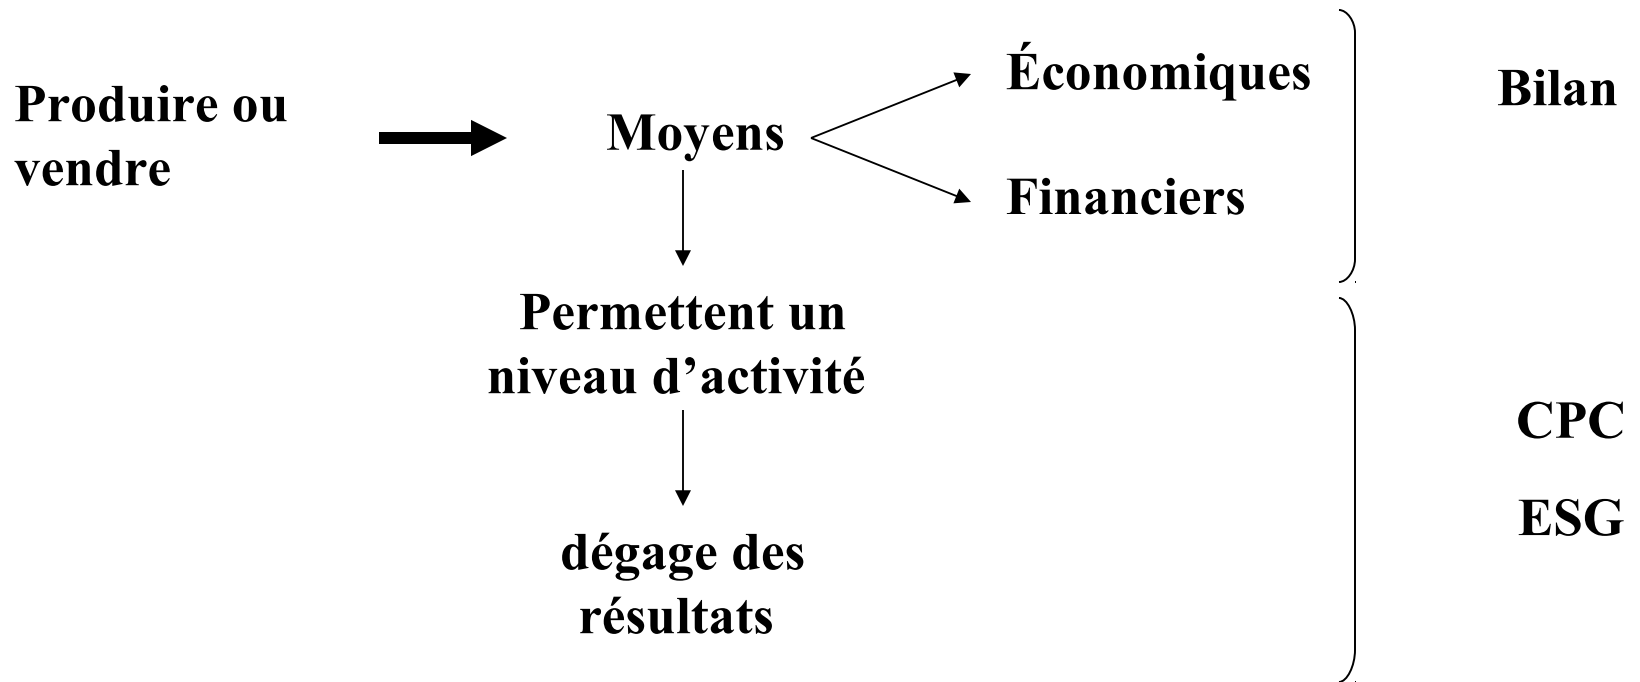 Produire ou
vendre
Moyens
Économiques
Financiers
Bilan
Permettent un
niveau d’activité
dégage des
résultats
CPC
ESG